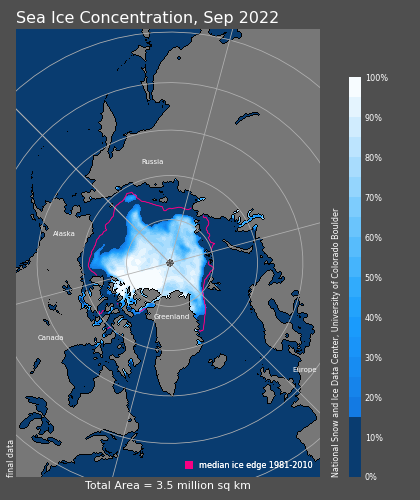 Sea Ice Concentration, Sep 2022
Russia
Alaska
Greenland
Canada
Europe
median ice edge 1981-2010
final data
Total Area = 3.5 million sq km
National Snow and Ice Data Center, University of Colorado Boulder
100%
90%
80%
70%
60%
50%
40%
30%
20%
10%
0%